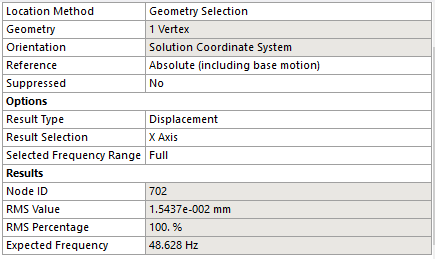 Location Method Geometry Selection
Geometry 1 Vertex
Orientation Solution Coordinate System
Reference Absolute (including base motion)
Suppressed No
Options
Result Type Displacement
Result Selection X Axis
Selected Frequency Range Full
Results
Node ID 702
RMS Value 1.5437e-002 mm
RMS Percentage 100. %
Expected Frequency 48.628 Hz